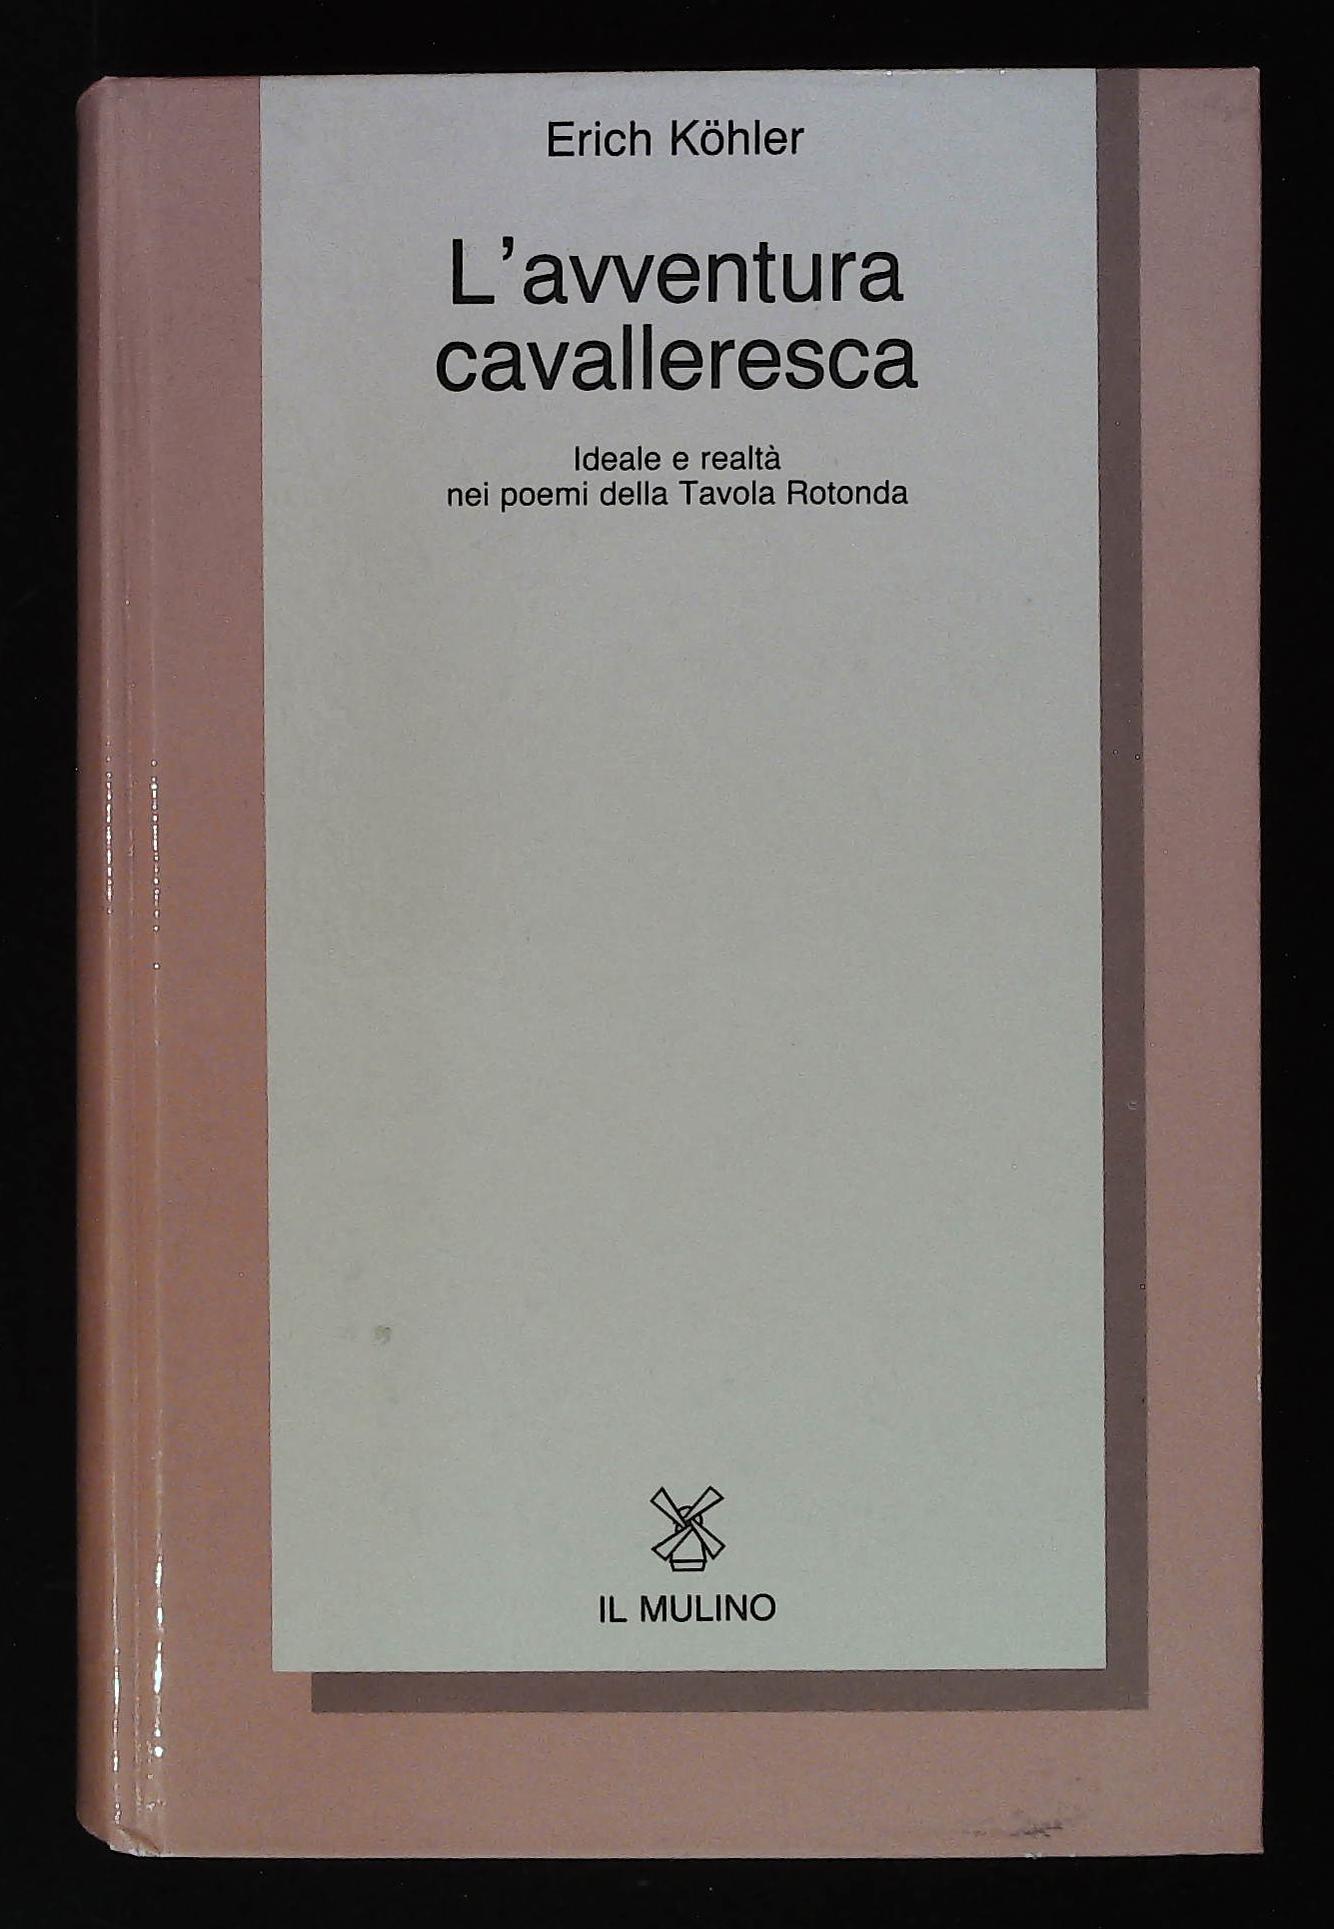 Erich Köhler
L'avventura
cavalleresca
Ideale e realtà
nei poemi della Tavola Rotonda
IL MULINO